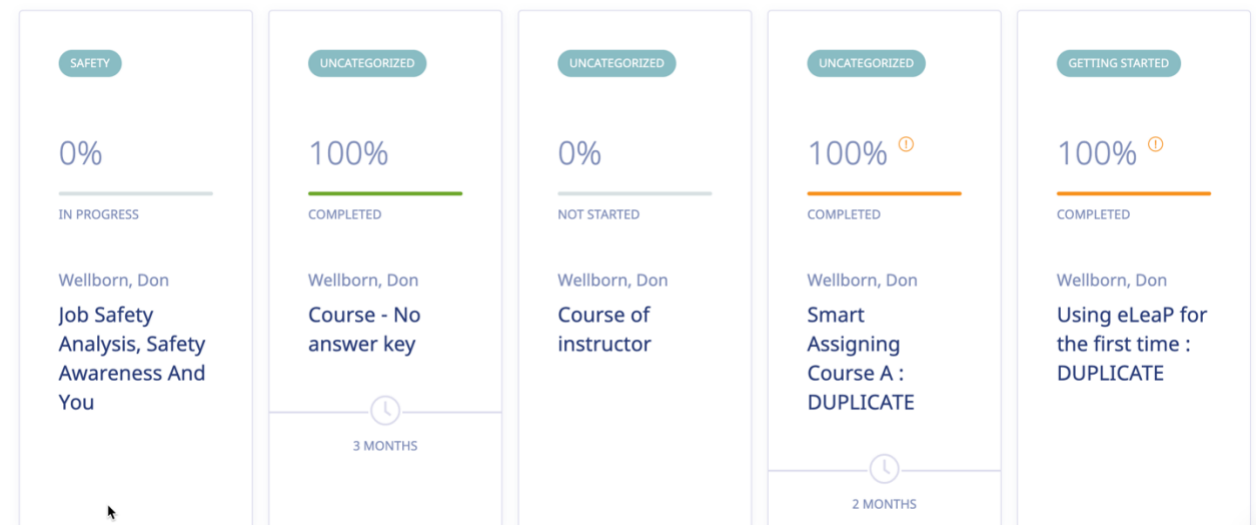 SAFETY
0%
IN PROGRESS
Wellborn, Don
Job Safety
Analysis, Safety
Awareness And
You
UNCATEGORIZED
100%
COMPLETED
Wellborn, Don
Course - No
answer key
3 MONTHS
UNCATEGORIZED
0%
NOT STARTED
Wellborn, Don
Course of
instructor
UNCATEGORIZED
100%
COMPLETED
Wellborn, Don
Smart
Assigning
Course A :
DUPLICATE
2 MONTHS
GETTING STARTED
100%
COMPLETED
Wellborn, Don
Using eLeaP for
the first time :
DUPLICATE